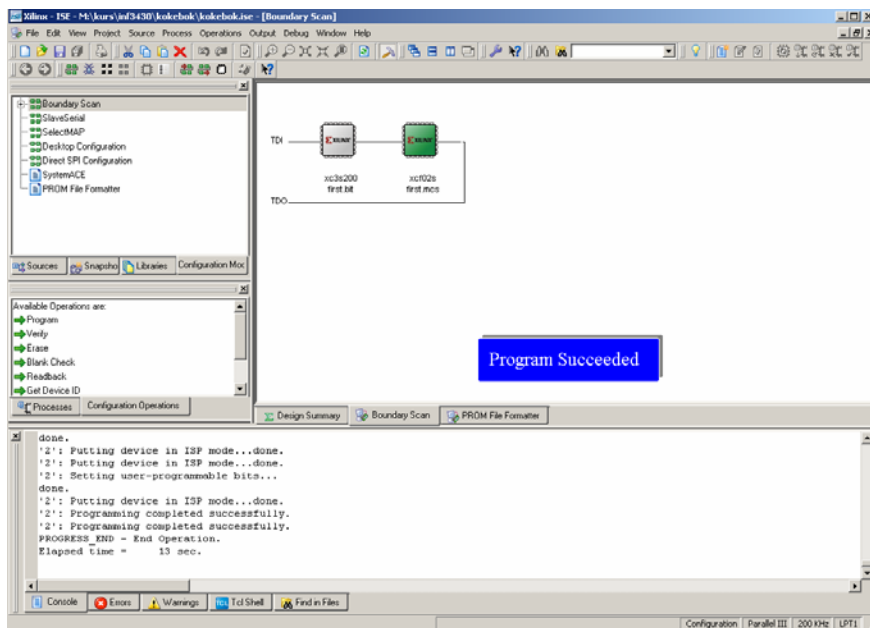 Xilinx - ISE - M:\kurs\inf3430\kokebok\kokebok.ise - [Boundary Scan]
File Edit View Project Source Process Operations Output Debug Window Help
Boundary Scan
SlaveSerial
SelectMAP
Desktop Configuration
Direct SPI Configuration
SystemACE
PROM File Formatter
Sources Snapsho Libraries Configuration Moc
Available Operations are:
Program
Verify
Erase
Blank Check
Readback
Get Device ID
Processes Configuration Operations
TDI
XILINX XILINX
xc3s200 xcf02s
first.bit first.mcs
TDO
Program Succeeded
Design Summary Boundary Scan PROM File Formatter
done.
'2': Putting device in ISP mode...done.
'2': Putting device in ISP mode...done.
'2': Setting user-programmable bits...
done.
'2': Putting device in ISP mode...done.
'2': Programming completed successfully.
'2': Programming completed successfully.
PROGRESS_END - End Operation.
Elapsed time = 13 sec.
Console Errors Warnings Tcl Shell Find in Files
Configuration Parallel III 200 KHz LPT1